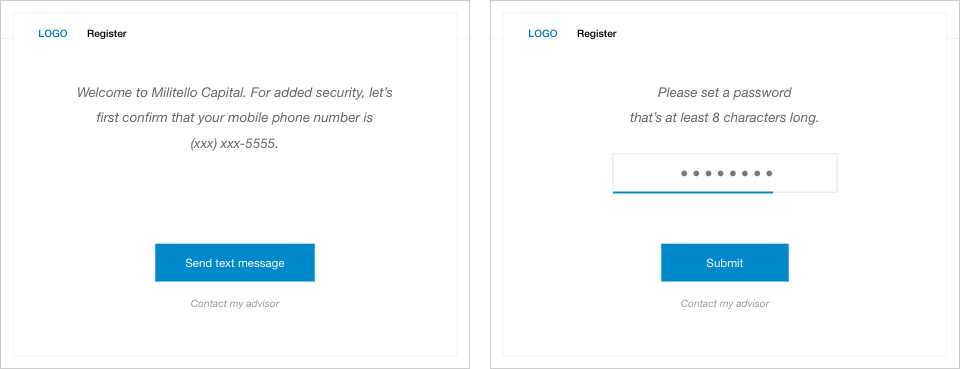 LOGO Register
Welcome to Militello Capital. For added security, let's
first confirm that your mobile phone number is
(xxx) xxx-5555.
Send text message
Contact my advisor
LOGO Register
Please set a password
that's at least 8 characters long.
Submit
Contact my advisor